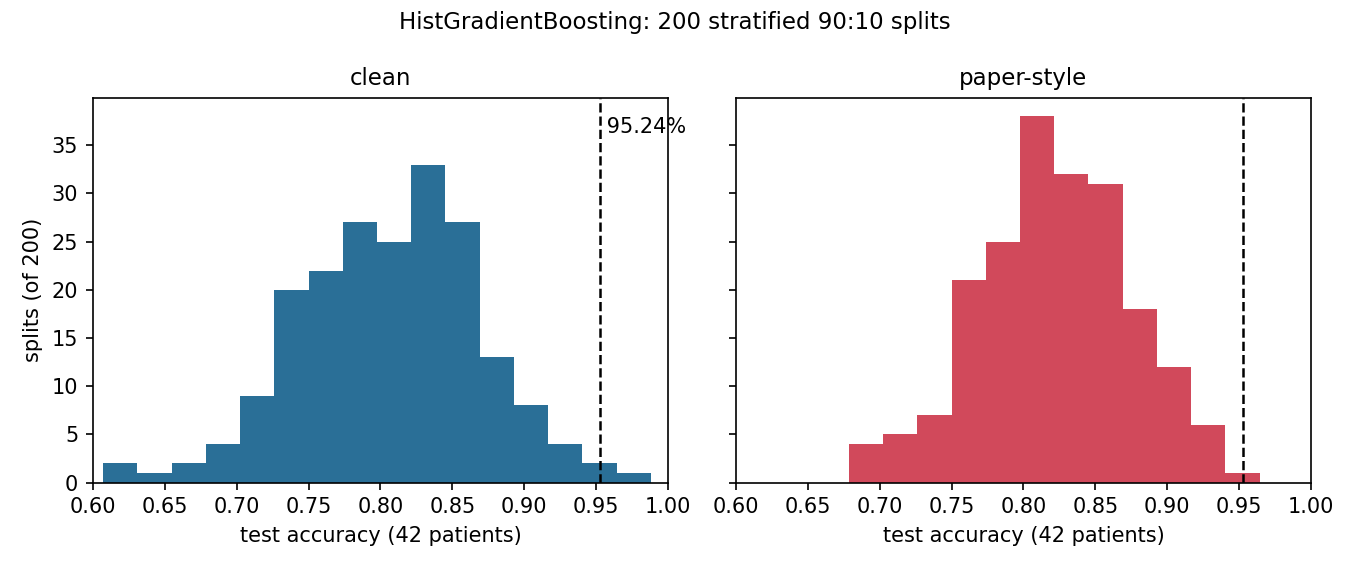 HistGradientBoosting: 200 stratified 90:10 splits
clean
paper-style
95.24%
35
30
25
20
15
10
5
0
splits (of 200)
0.60 0.65 0.70 0.75 0.80 0.85 0.90 0.95 1.00
0.60 0.65 0.70 0.75 0.80 0.85 0.90 0.95 1.00
test accuracy (42 patients)
test accuracy (42 patients)